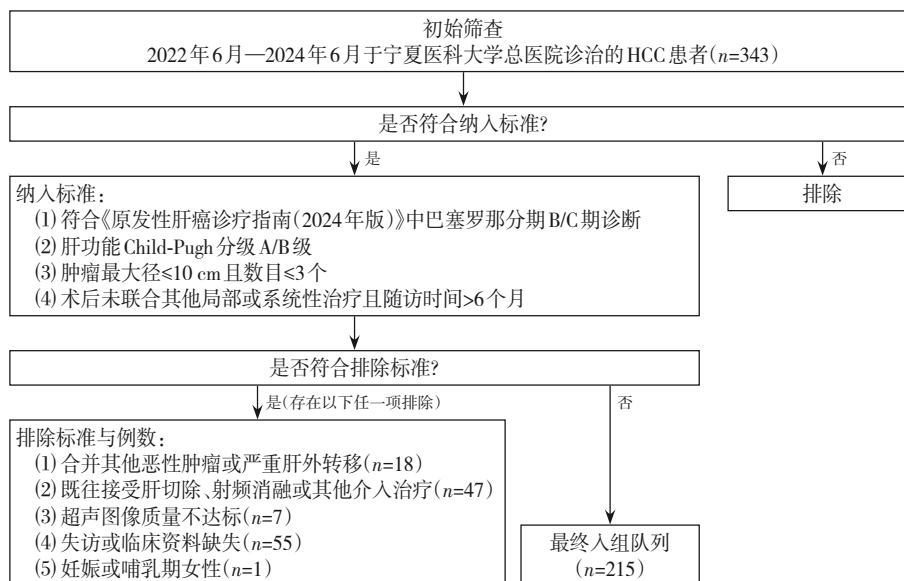 初始筛查
2022年6月—2024年6月于宁夏医科大学总医院诊治的HCC患者(n=343)
是否符合纳入标准?
是
否
纳入标准:
(1)符合《原发性肝癌诊疗指南(2024年版)》中巴塞罗那分期B/C期诊断
(2)肝功能Child-Pugh分级A/B级
(3)肿瘤最大径≤10 cm且数目≤3个
(4)术后未联合其他局部或系统性治疗且随访时间>6个月
排除
是否符合排除标准?
是(存在以下任一项排除)
否
排除标准与例数:
(1)合并其他恶性肿瘤或严重肝外转移(n=18)
(2)既往接受肝切除、射频消融或其他介入治疗(n=47)
(3)超声图像质量不达标(n=7)
(4)失访或临床资料缺失(n=55)
(5)妊娠或哺乳期女性(n=1)
最终入组队列
(n=215)